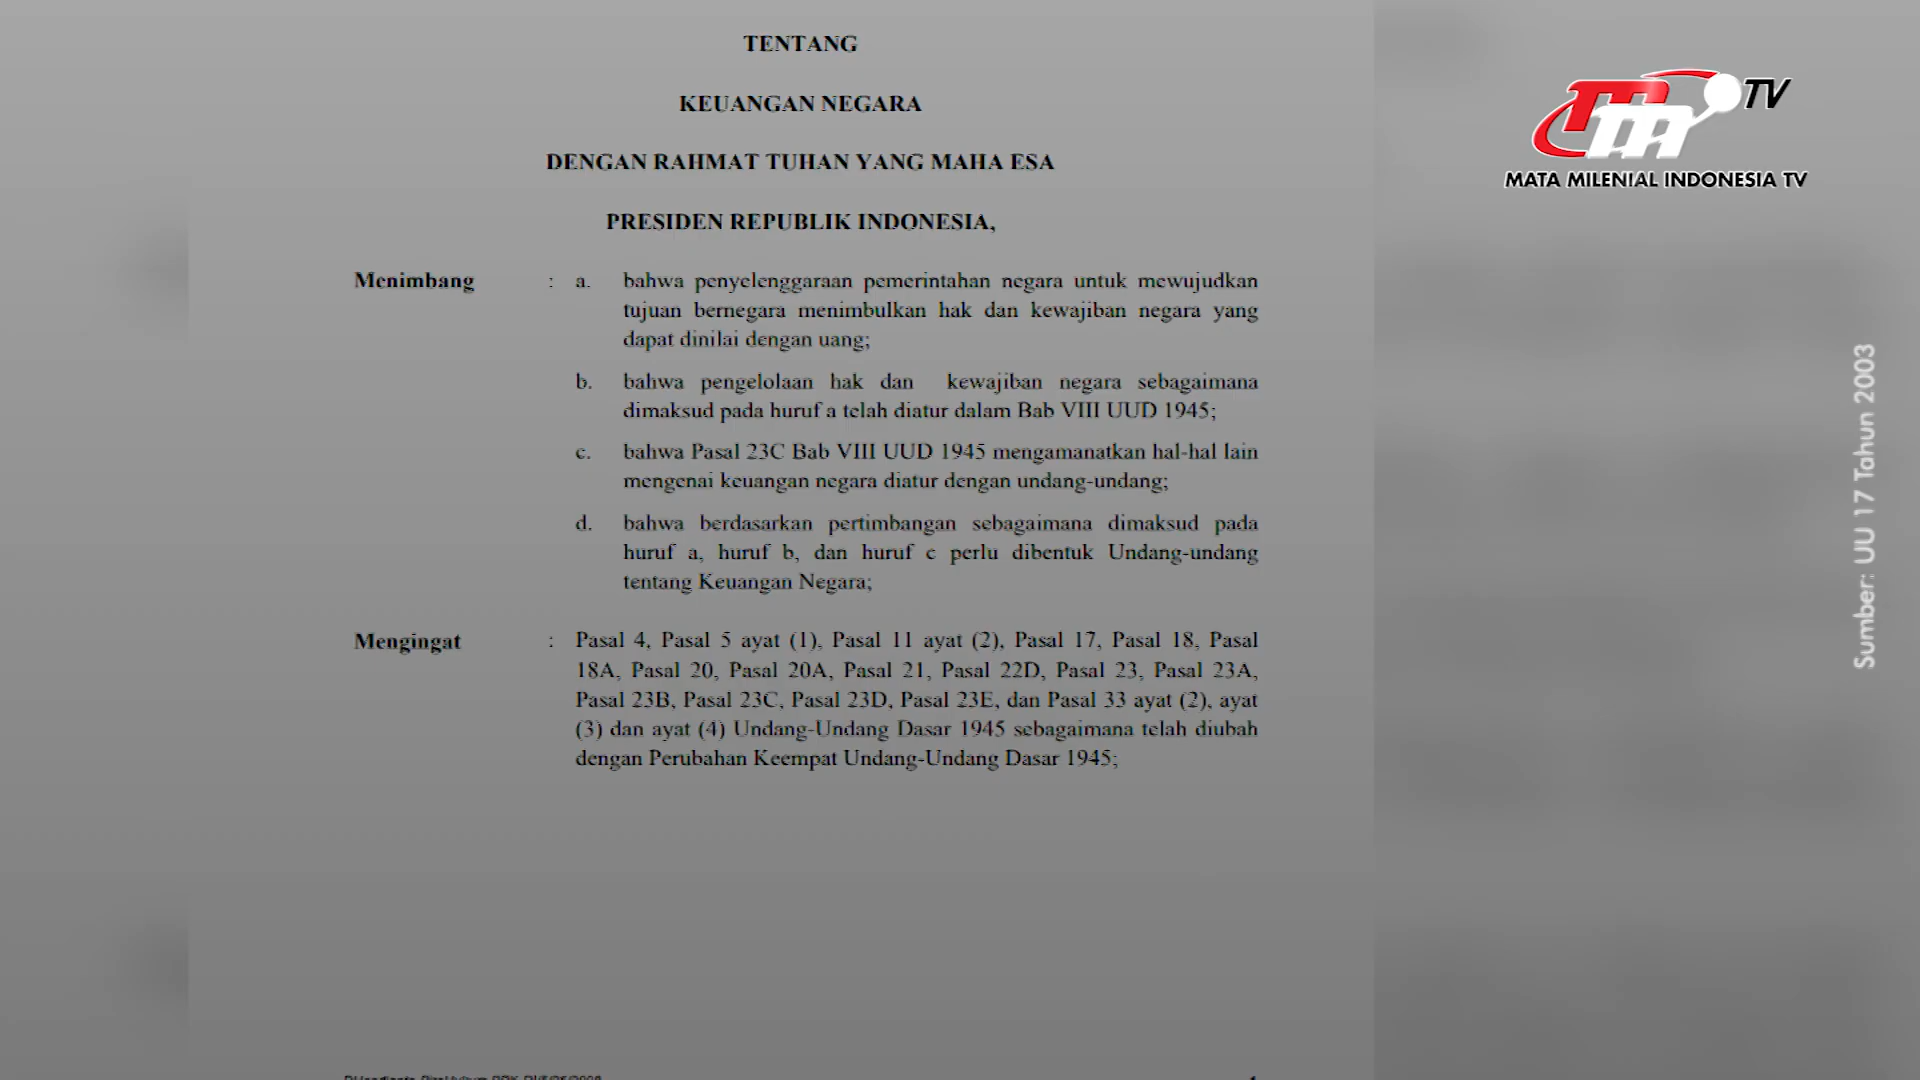 TENTANG
KEUANGAN NEGARA
DENGAN RAHMAT TUHAN YANG MAHA ESA
PRESIDEN REPUBLIK INDONESIA,
Menimbang : a. bahwa penyelenggaraan pemerintahan negara untuk mewujudkan
tujuan bernegara menimbulkan hak dan kewajiban negara yang
dapat dinilai dengan uang;
b. bahwa pengelolaan hak dan kewajiban negara sebagaimana
dimaksud pada huruf a telah diatur dalam Bab VIII UUD 1945;
c. bahwa Pasal 23C Bab VIII UUD 1945 mengamanatkan hal-hal lain
mengenai keuangan negara diatur dengan undang-undang;
d. bahwa berdasarkan pertimbangan sebagaimana dimaksud pada
huruf a, huruf b, dan huruf c perlu dibentuk Undang-undang
tentang Keuangan Negara;
Mengingat : Pasal 4, Pasal 5 ayat (1), Pasal 11 ayat (2), Pasal 17, Pasal 18, Pasal
18A, Pasal 20, Pasal 20A, Pasal 21, Pasal 22D, Pasal 23, Pasal 23A,
Pasal 23B, Pasal 23C, Pasal 23D, Pasal 23E, dan Pasal 33 ayat (2), ayat
(3) dan ayat (4) Undang-Undang Dasar 1945 sebagaimana telah diubah
dengan Perubahan Keempat Undang-Undang Dasar 1945;
TV
MATA MILENIAL INDONESIA TV
Sumber: UU 17 Tahun 2003